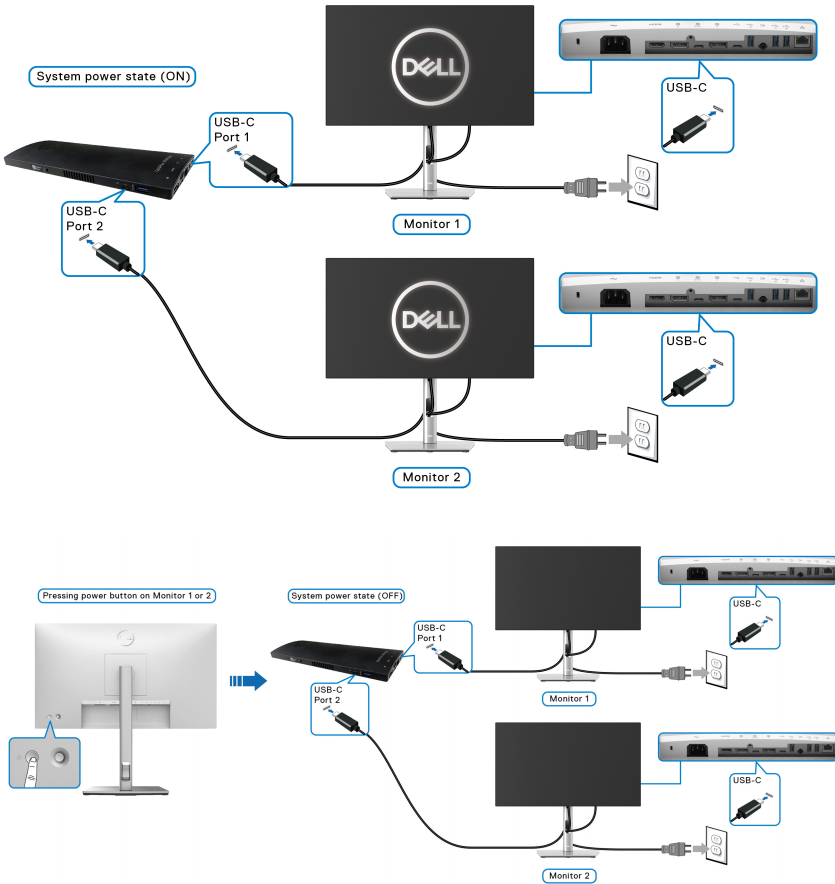 System power state (ON)
USB-C
Port 1
DELL
USB-C
Monitor 1
USB-C
Port 2
DELL
USB-C
Monitor 2
Pressing power button on Monitor 1 or 2
System power state (OFF)
USB-C
Port 1
USB-C
Monitor 1
USB-C
Port 2
USB-C
Monitor 2